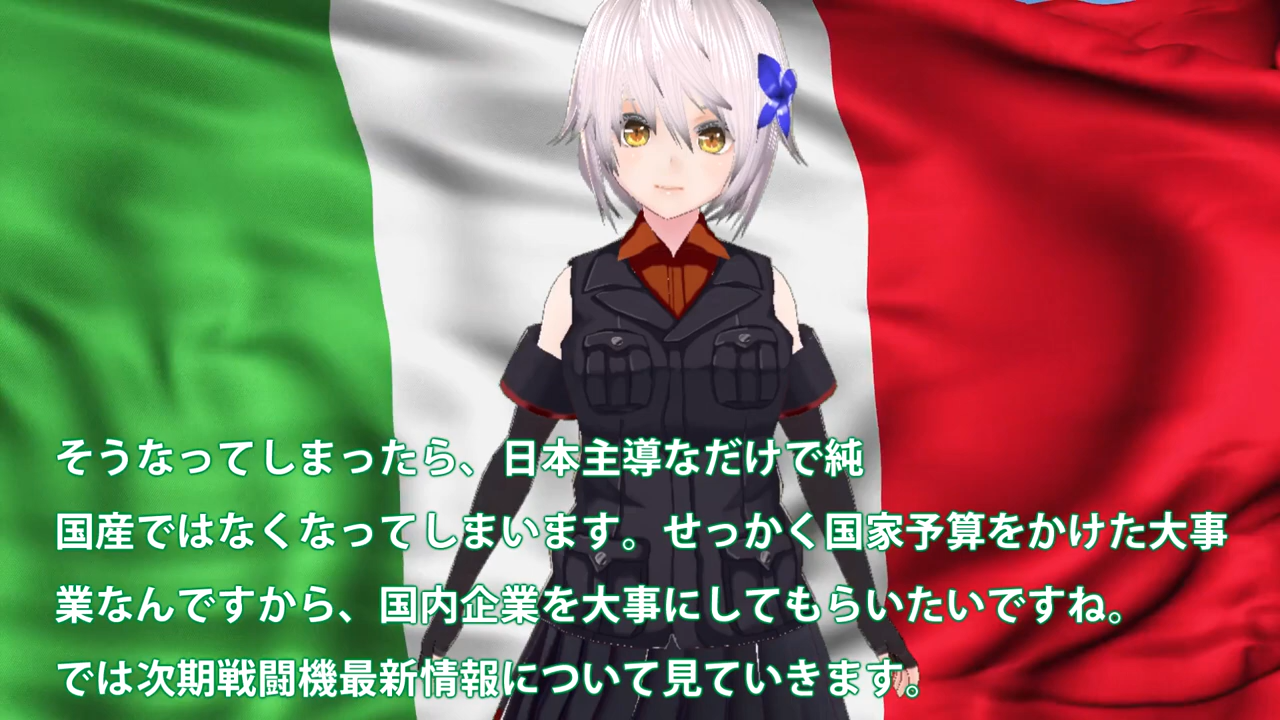 そうなってしまったら、日本主導なだけで純
国産ではなくなってしまいます。せっかく国家予算をかけた大事
業なんですから、国内企業を大事にしてもらいたいですね。
では次期戦闘機最新情報について見ていきます。